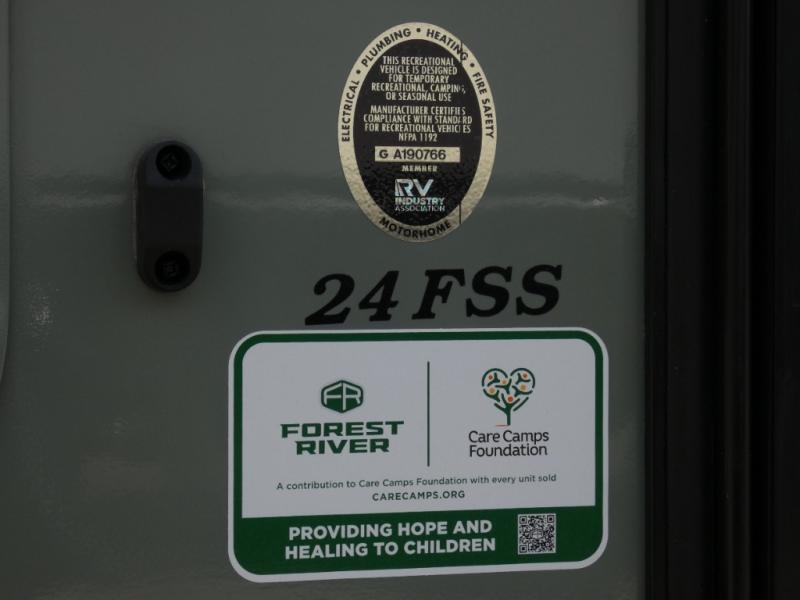 ELECTRICAL • PLUMBING • HEATING • FIRE SAFETY
THIS RECREATIONAL
VEHICLE IS DESIGNED
FOR TEMPORARY
RECREATIONAL, CAMPING,
OR SEASONAL USE
MANUFACTURER CERTIFIES
COMPLIANCE WITH STANDARD
FOR RECREATIONAL VEHICLES
NFPA 1192
G A190766
MEMBER
RV
INDUSTRY
ASSOCIATION
MOTORHOME
24 FSS
FR
FOREST
RIVER
Care Camps
Foundation
A contribution to Care Camps Foundation with every unit sold
CARECAMPS.ORG
PROVIDING HOPE AND
HEALING TO CHILDREN